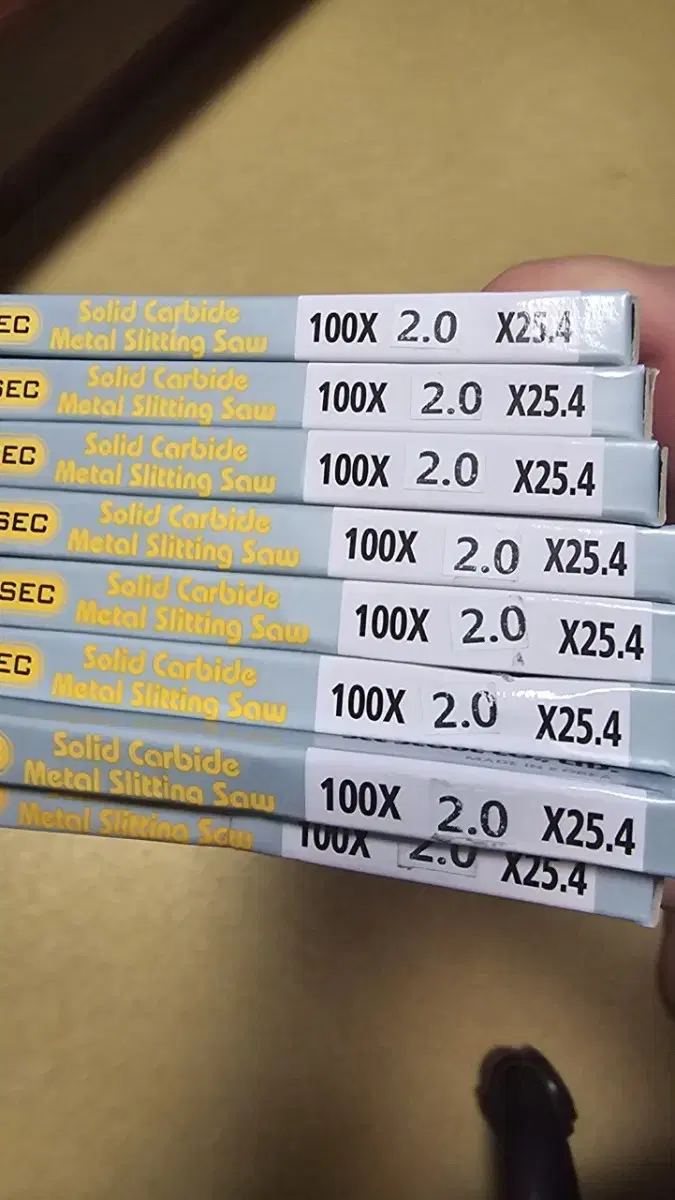 EC Solid Carbide
Metal Slitting Saw 100X 2.0 X25.4
SEC Solid Carbide
Metal Slitting Saw 100X 2.0 X25.4
EC Solid Carbide
Metal Slitting Saw 100X 2.0 X25.4
SEC Solid Carbide
Metal Slitting Saw 100X 2.0 X25.4
SEC Solid Carbide
Metal Slitting Saw 100X 2.0 X25.4
EC Solid Carbide
Metal Slitting Saw 100X 2.0 X25.4
MADE IN KOREA
Solid Carbide
Metal Slitting Saw 100X 2.0 X25.4
Metal Slitting Saw 100X 2.0 X25.4